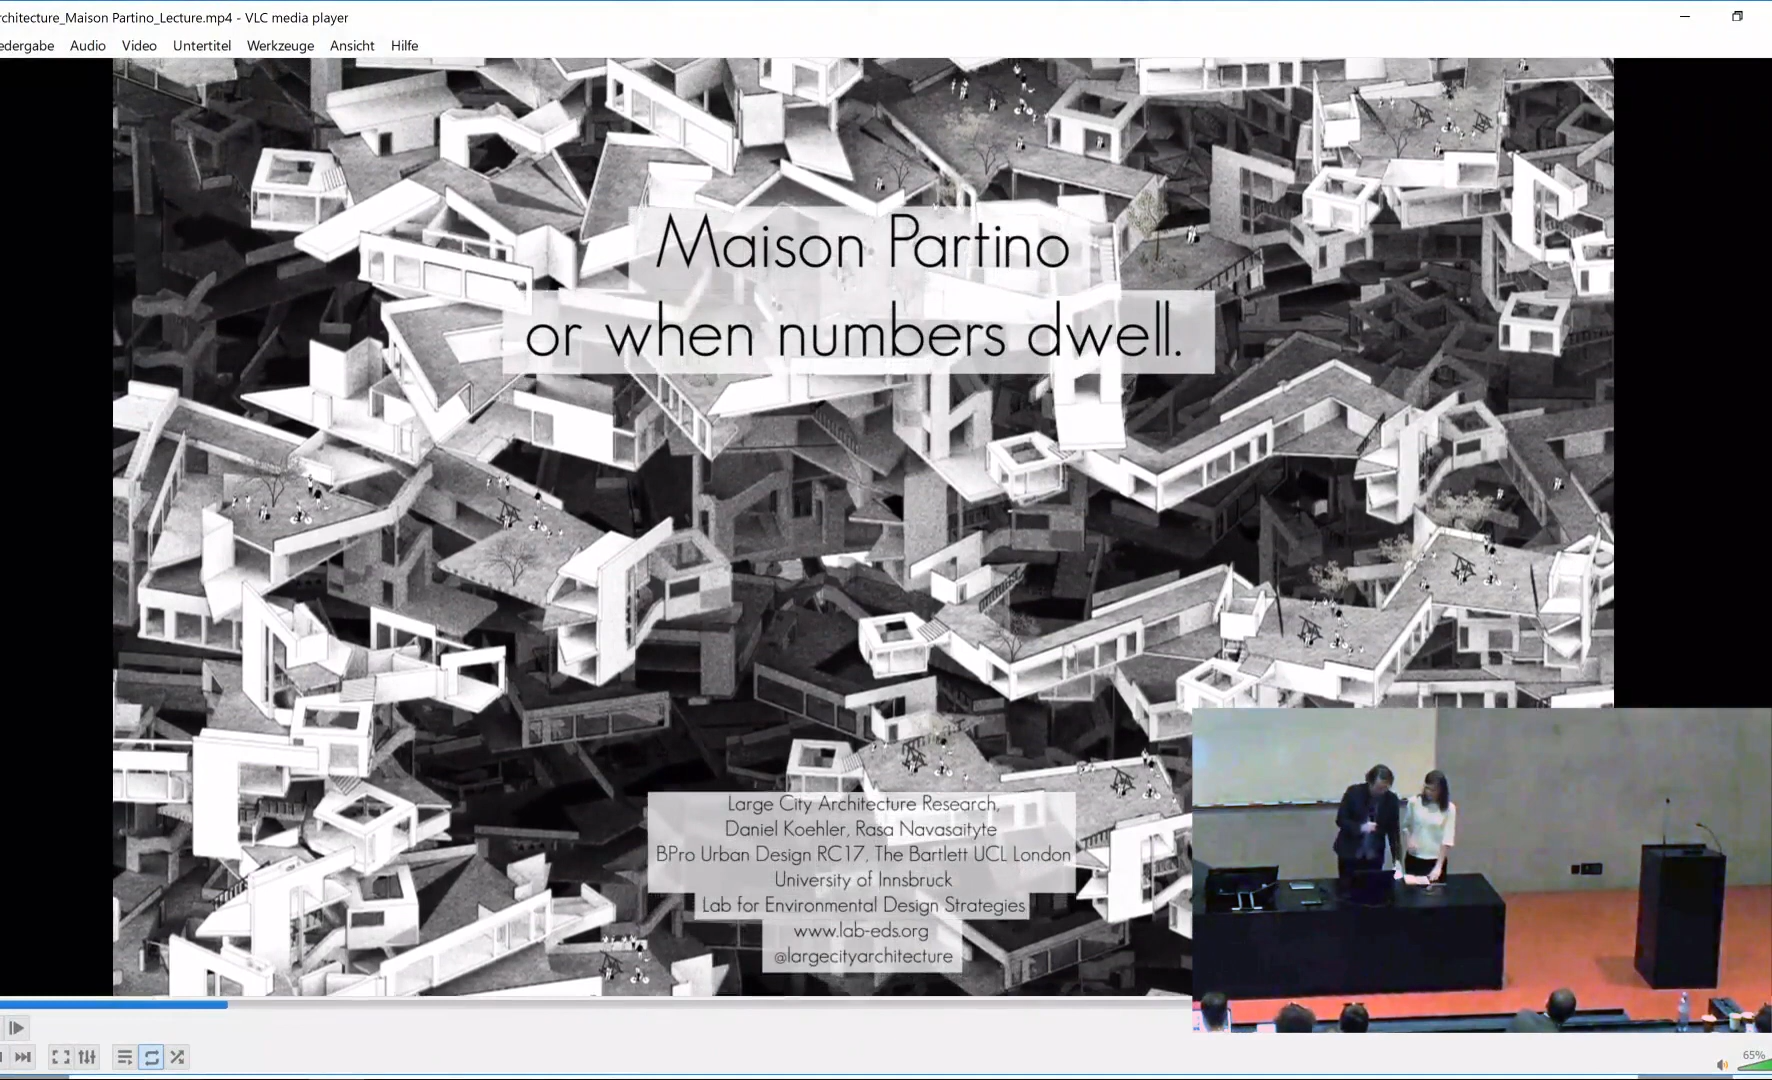 rchitecture_Maison Partino_Lecture.mp4 - VLC media player
edergabe Audio Video Untertitel Werkzeuge Ansicht Hilfe
Maison Partino
or when numbers dwell.
Large City Architecture Research,
Daniel Koehler, Rasa Navasaityte
BPro Urban Design RC17, The Bartlett UCL London
University of Innsbruck
Lab for Environmental Design Strategies
www.lab-eds.org
@largecityarchitecture
65%